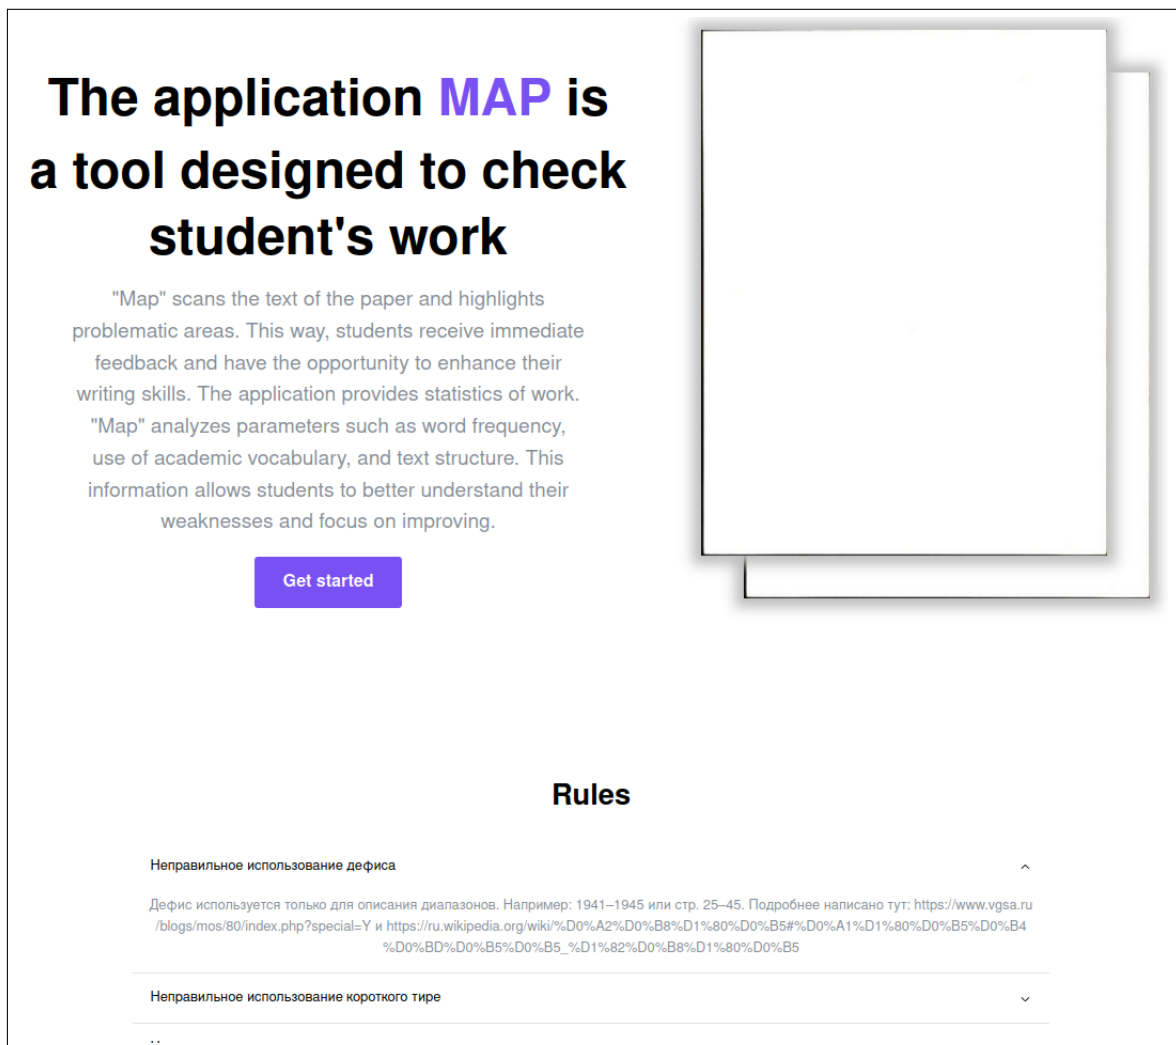 The application MAP is
a tool designed to check
student's work
"Map" scans the text of the paper and highlights
problematic areas. This way, students receive immediate
feedback and have the opportunity to enhance their
writing skills. The application provides statistics of work.
"Map" analyzes parameters such as word frequency,
use of academic vocabulary, and text structure. This
information allows students to better understand their
weaknesses and focus on improving.
Get started
Rules
Неправильное использование дефиса
Дефис используется только для описания диапазонов. Например: 1941–1945 или стр. 25–45. Подробнее написано тут: https://www.vgsa.ru
/blogs/mos/80/index.php?special=Y и https://ru.wikipedia.org/wiki/%D0%A2%D0%B8%D1%80%D0%B5#%D0%A1%D1%80%D0%B5%D0%B4
%D0%BD%D0%B5%D0%B5_%D1%82%D0%B8%D1%80%D0%B5
Неправильное использование короткого тире